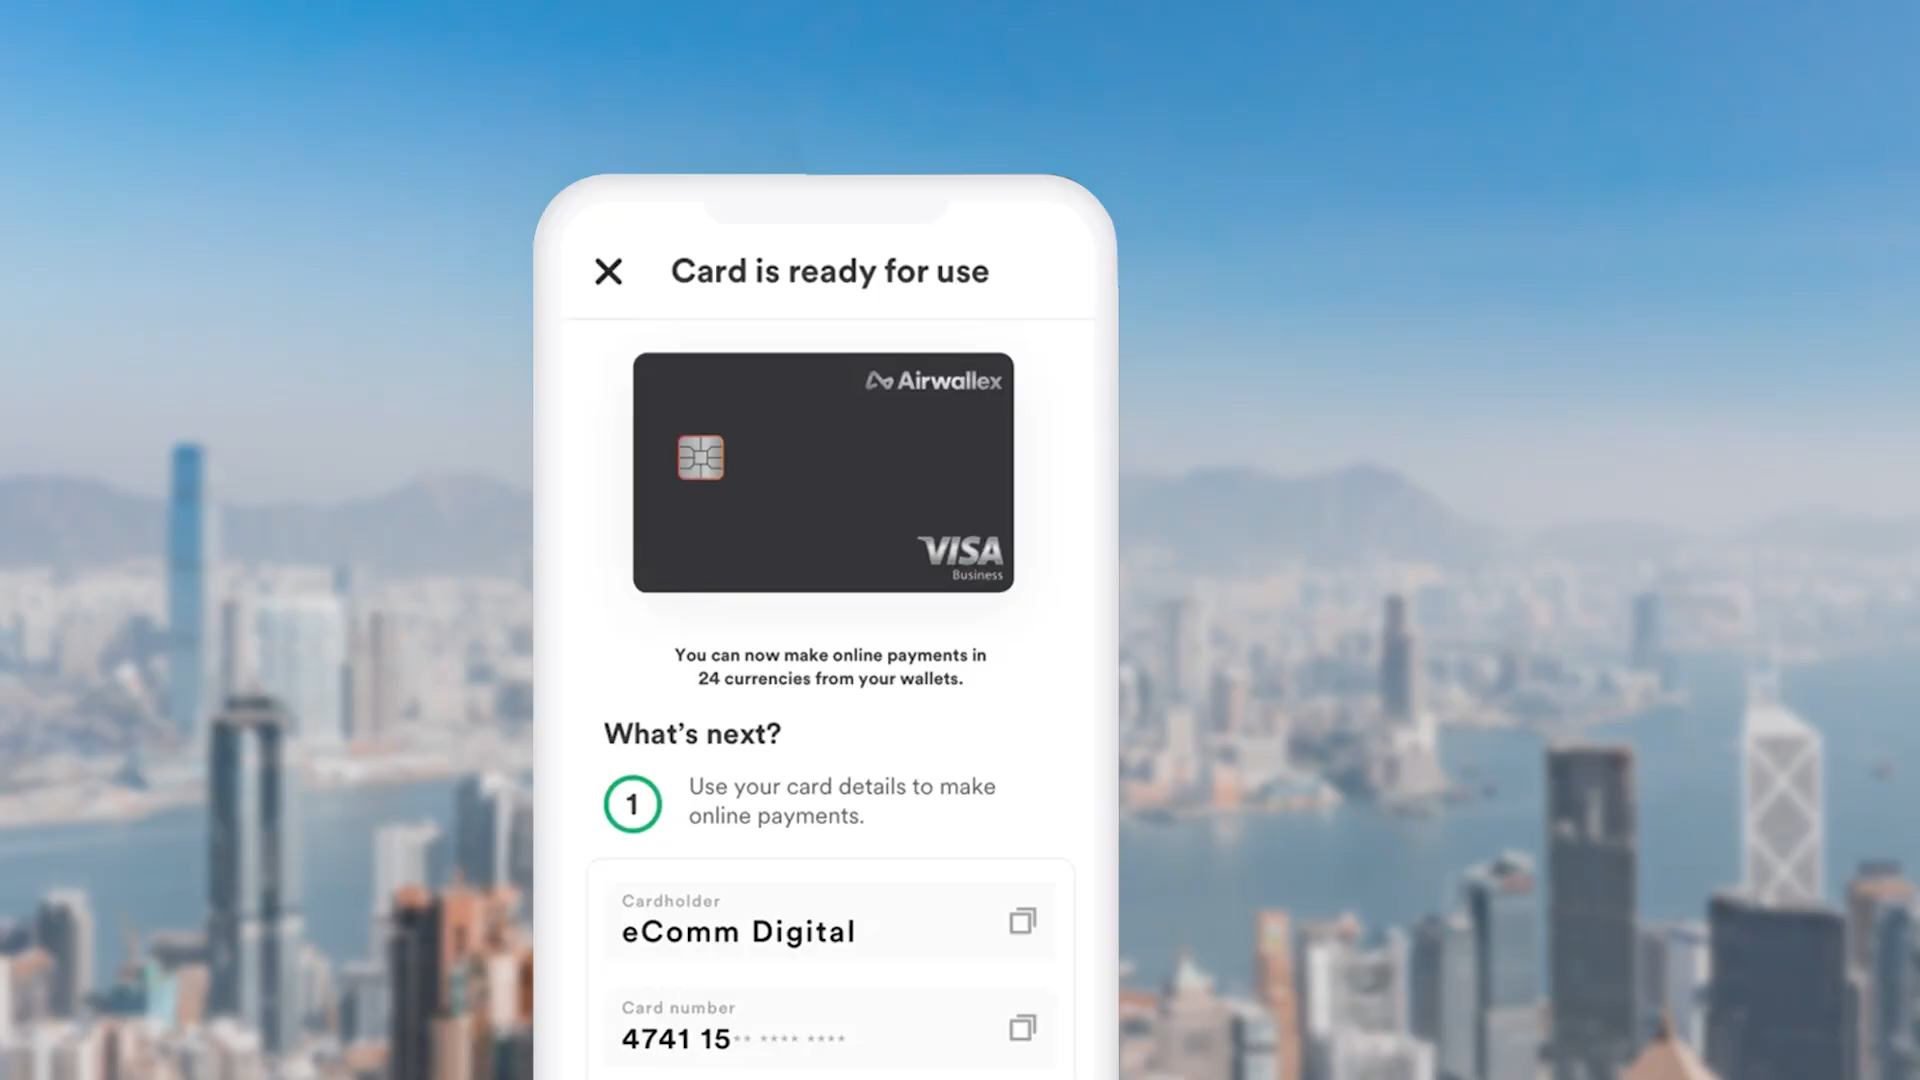 Card is ready for use
Airwallex
VISA
Business
You can now make online payments in
24 currencies from your wallets.
What's next?
1
Use your card details to make
online payments.
Cardholder
eComm Digital
Card number
4741 15** **** ****